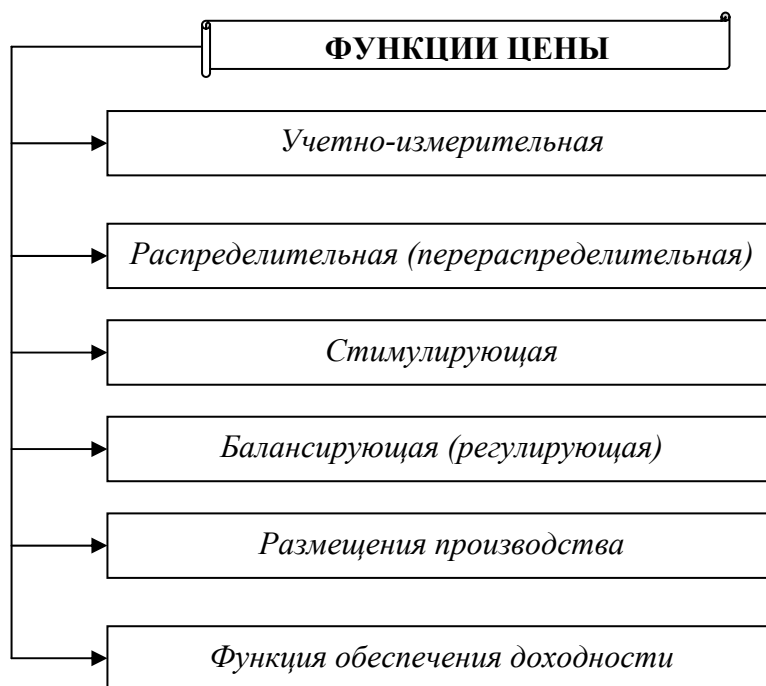 ФУНКЦИИ ЦЕНЫ
Учетно-измерительная
Распределительная (перераспределительная)
Стимулирующая
Балансирующая (регулирующая)
Размещения производства
Функция обеспечения доходности